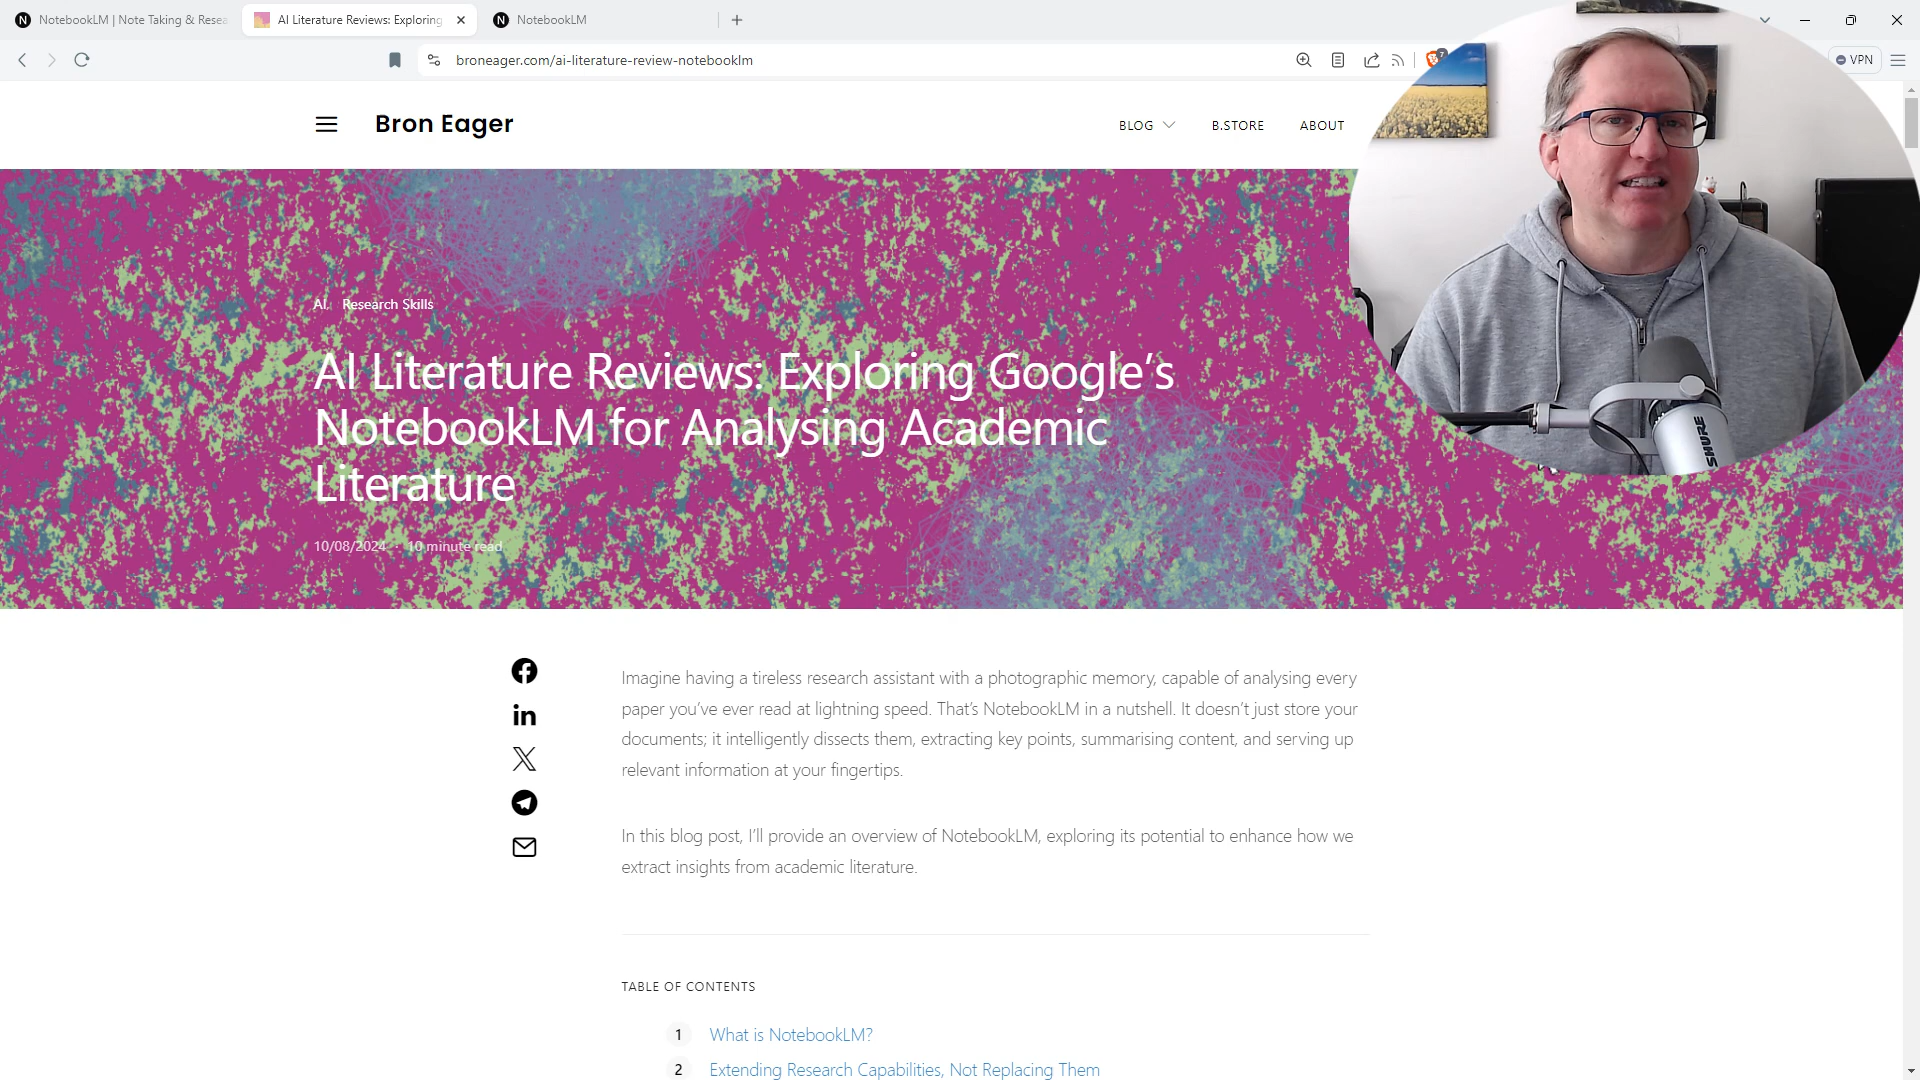 NotebookLM | Note Taking & Resea
AI Literature Reviews: Exploring
NotebookLM
broneager.com/ai-literature-review-notebooklm
7
VPN
Bron Eager
BLOG
B.STORE
ABOUT
AI. Research Skills
AI Literature Reviews: Exploring Google’s
NotebookLM for Analysing Academic
Literature
10/08/2024 · 10 minute read
SHURE
Imagine having a tireless research assistant with a photographic memory, capable of analysing every
paper you’ve ever read at lightning speed. That’s NotebookLM in a nutshell. It doesn’t just store your
documents; it intelligently dissects them, extracting key points, summarising content, and serving up
relevant information at your fingertips.
In this blog post, I’ll provide an overview of NotebookLM, exploring its potential to enhance how we
extract insights from academic literature.
TABLE OF CONTENTS
1 What is NotebookLM?
2 Extending Research Capabilities, Not Replacing Them